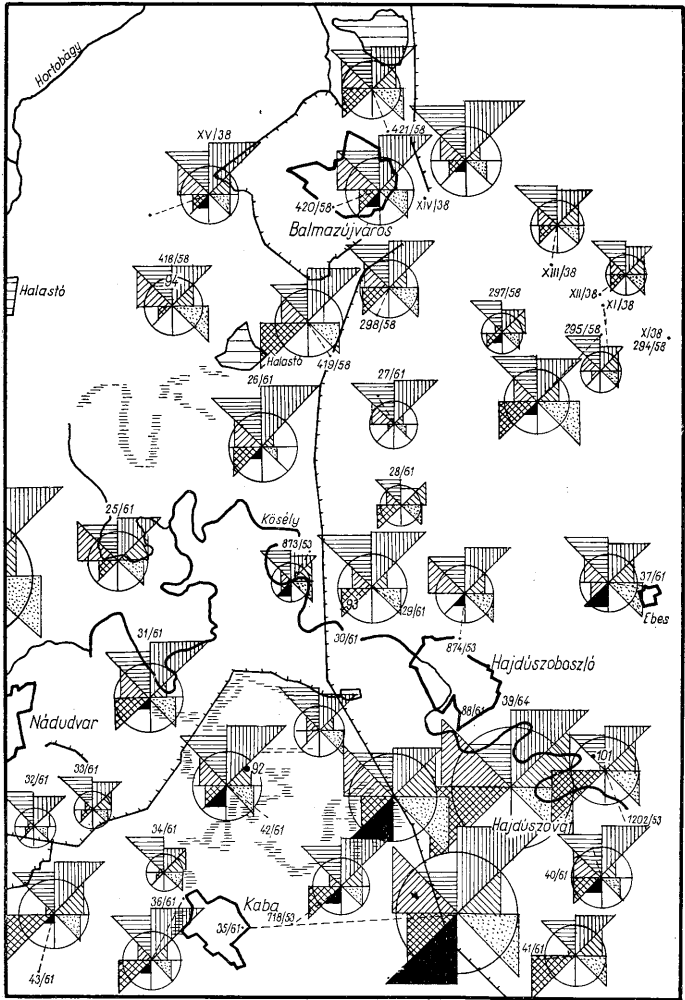 Hortobágy
XV/38
421/58
420/58
XIV/38
Balmazújváros
XIII/38
418/58
94
Halastó
297/58
XII/38
XI/38
298/58
295/58
X/38
294/58
Halastó
419/58
26/61
27/61
28/61
25/61
Kösély
873/53
93
29/61
37/61
Ebes
30/61
874/53
31/61
Hajdúszoboszló
88/61
39/64
Nádudvar
33/61
32/61
92
101
42/61
1202/53
Hajdúszovát
34/61
40/61
36/61
Kaba
35/61
718/53
41/61
43/61